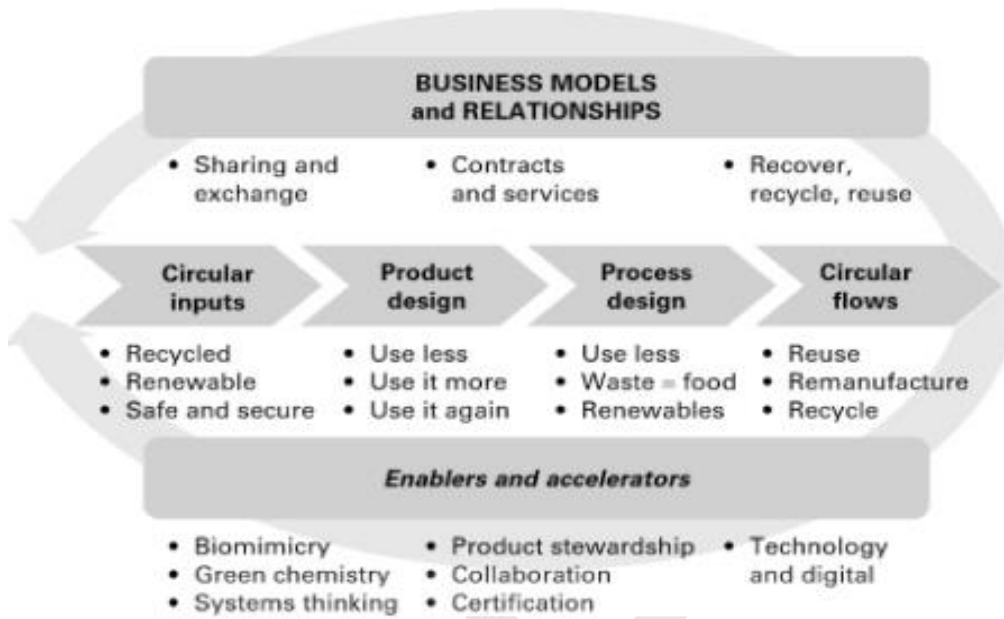 BUSINESS MODELS
and RELATIONSHIPS
• Sharing and
exchange
• Contracts
and services
• Recover,
recycle, reuse
Circular
inputs
Product
design
Process
design
Circular
flows
• Recycled
• Renewable
• Safe and secure
• Use less
• Use it more
• Use it again
• Use less
• Waste = food
• Renewables
• Reuse
• Remanufacture
• Recycle
Enablers and accelerators
• Biomimicry
• Green chemistry
• Systems thinking
• Product stewardship
• Collaboration
• Certification
• Technology
and digital